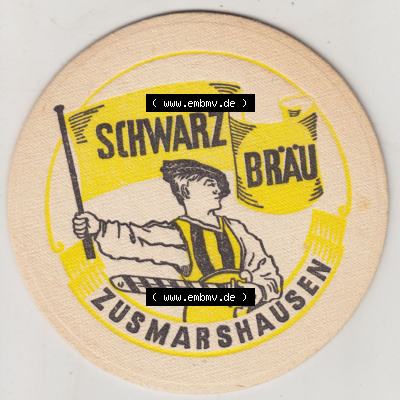 ( www.embmv.de )
SCHWARZ
BRÄU
( www.embmv.de )
ZUSMARSHAUSEN